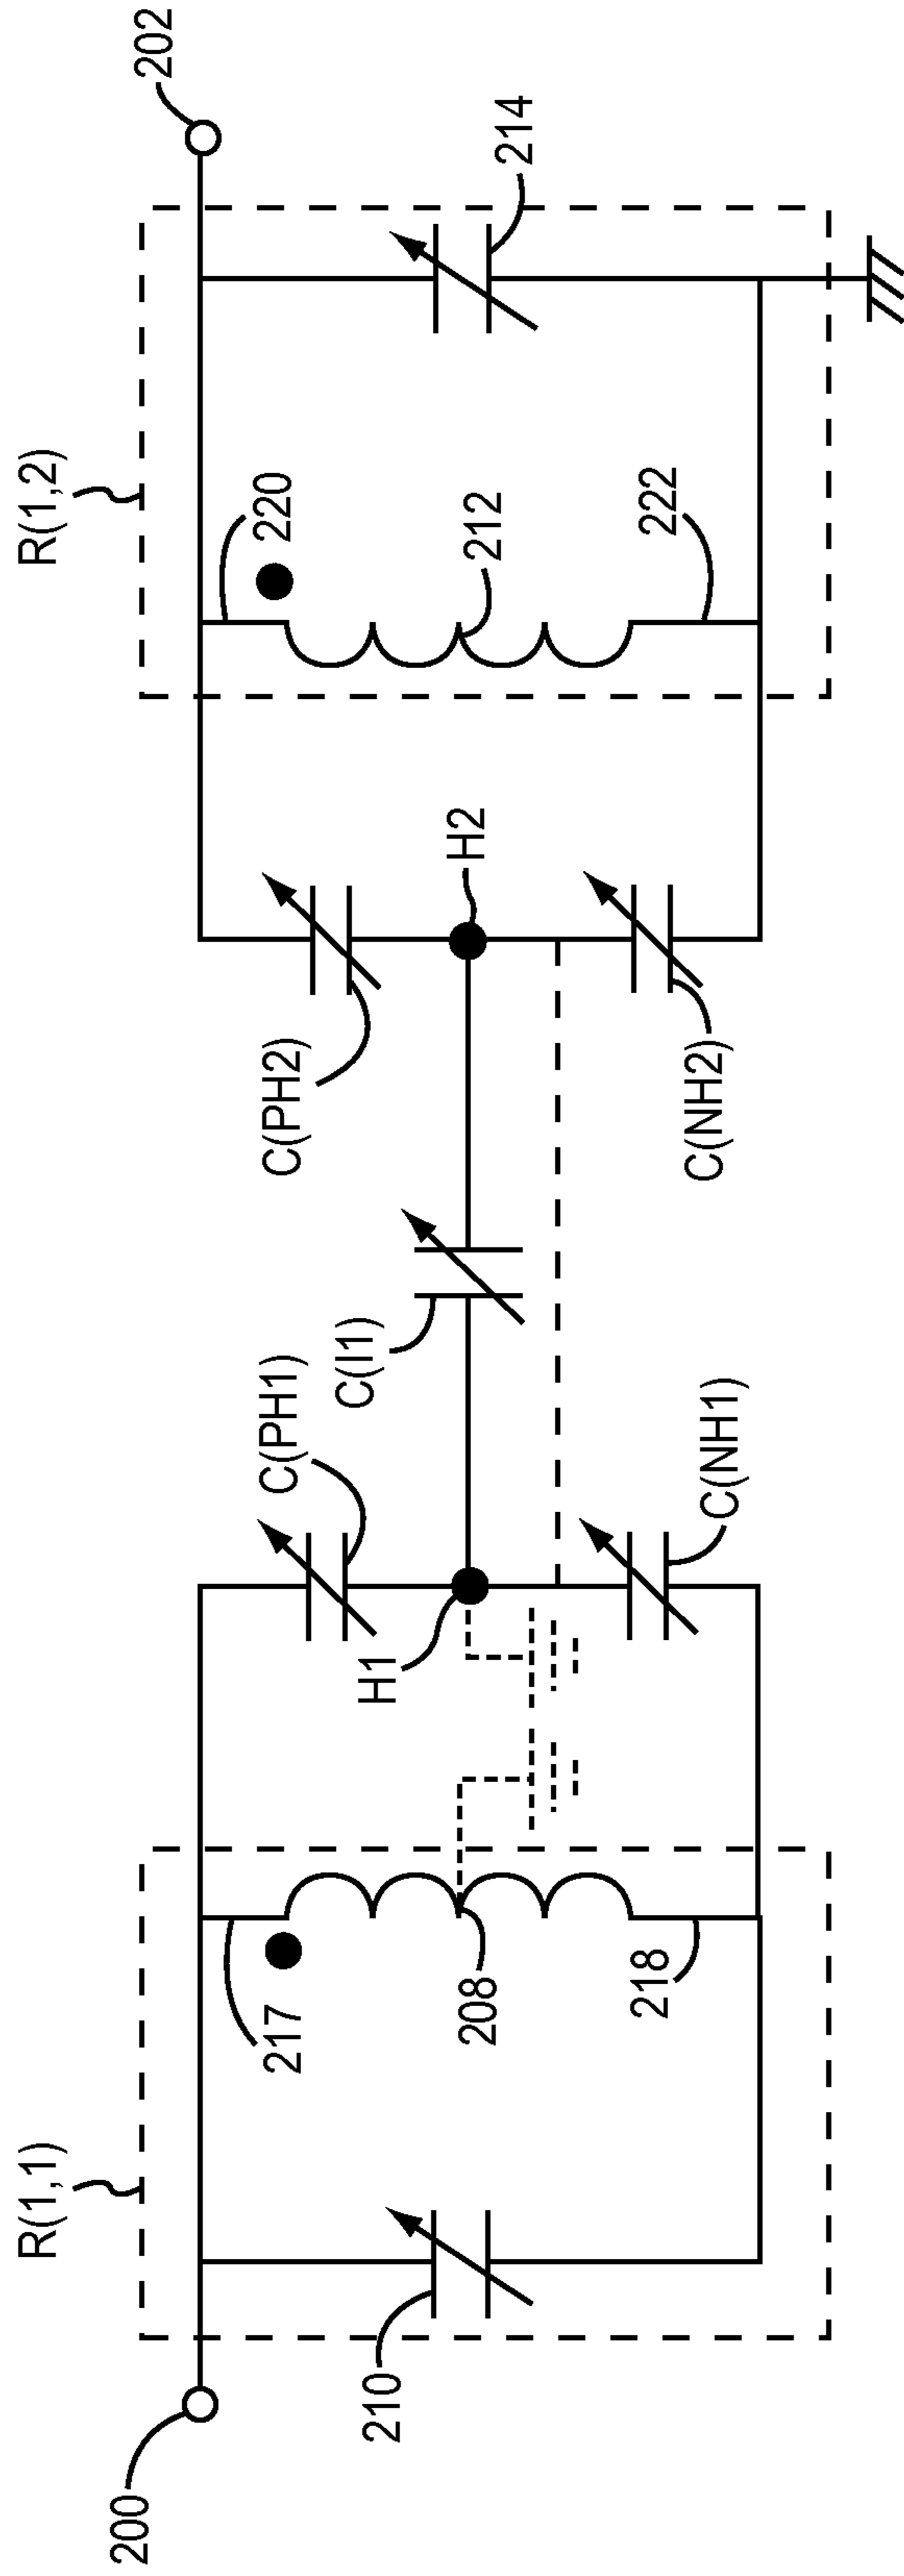 R(1,1)
R(1,2)
200
202
217
220
C(PH1)
C(PH2)
210
208
H1
C(I1)
H2
212
214
218
C(NH1)
C(NH2)
222